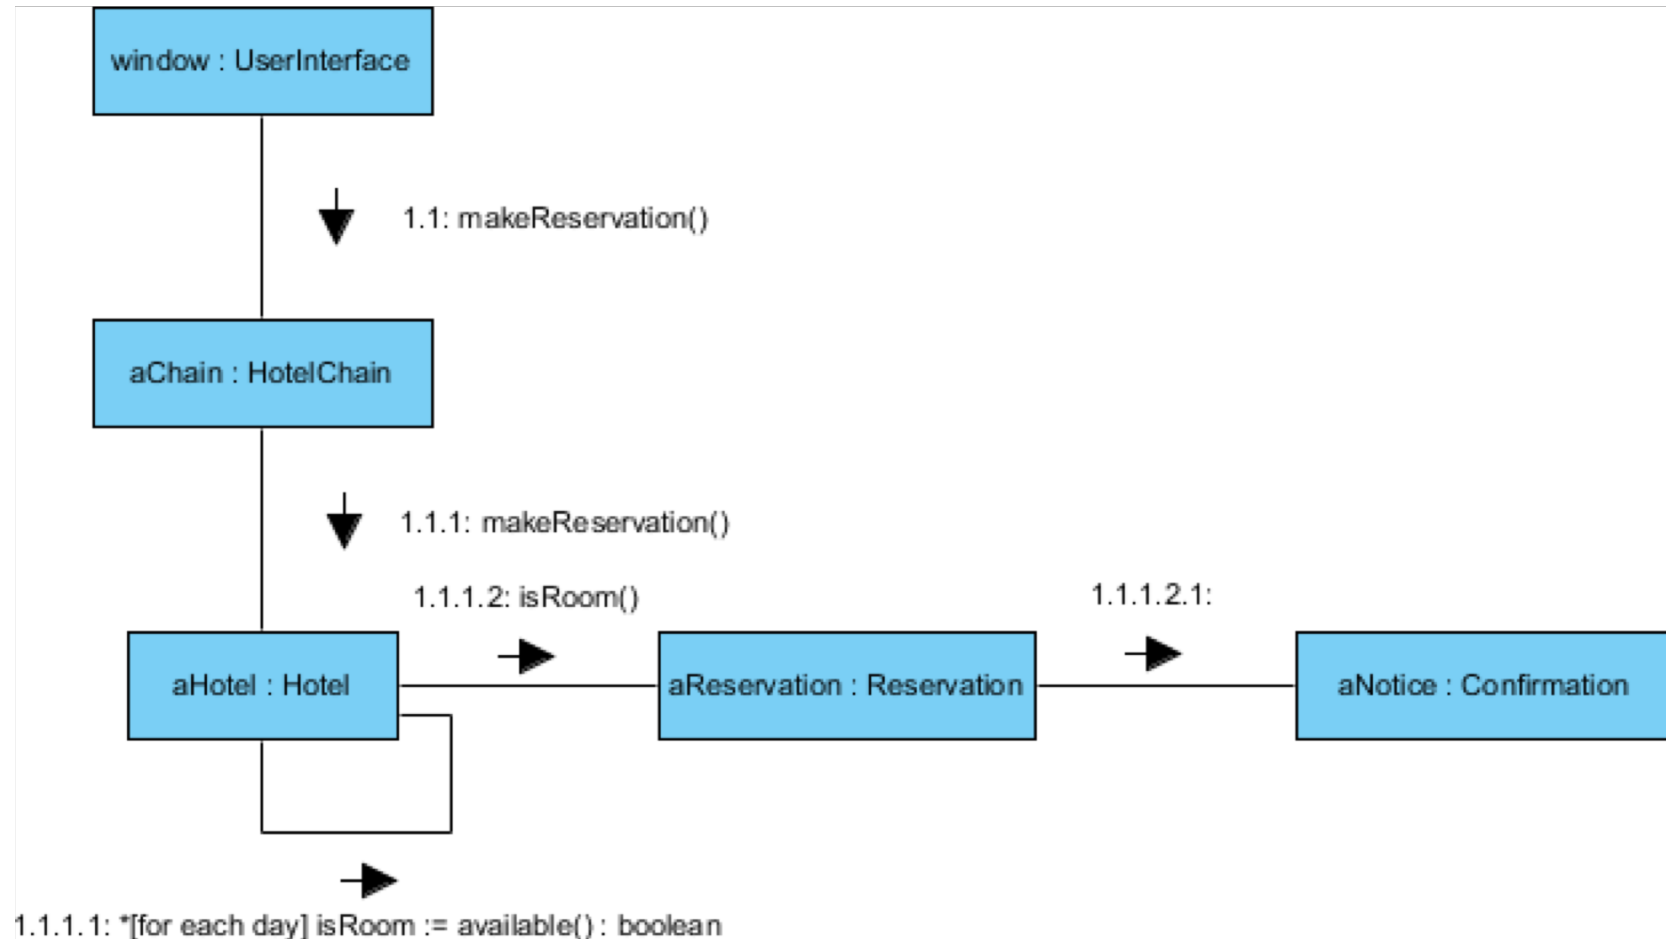 window : UserInterface
1.1: makeReservation()
aChain : HotelChain
1.1.1: makeReservation()
1.1.1.2: isRoom()
1.1.1.2.1:
aHotel : Hotel
aReservation : Reservation
aNotice : Confirmation
1.1.1.1: *[for each day] isRoom := available() : boolean